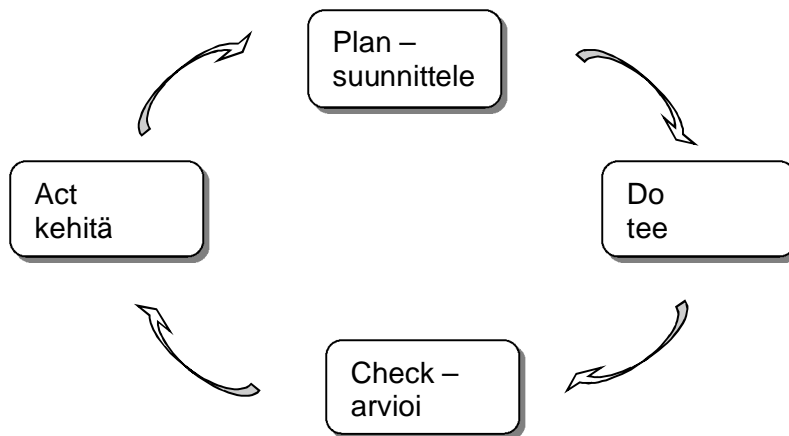 Plan –
suunnittele
Do
tee
Check –
arvioi
Act
kehitä